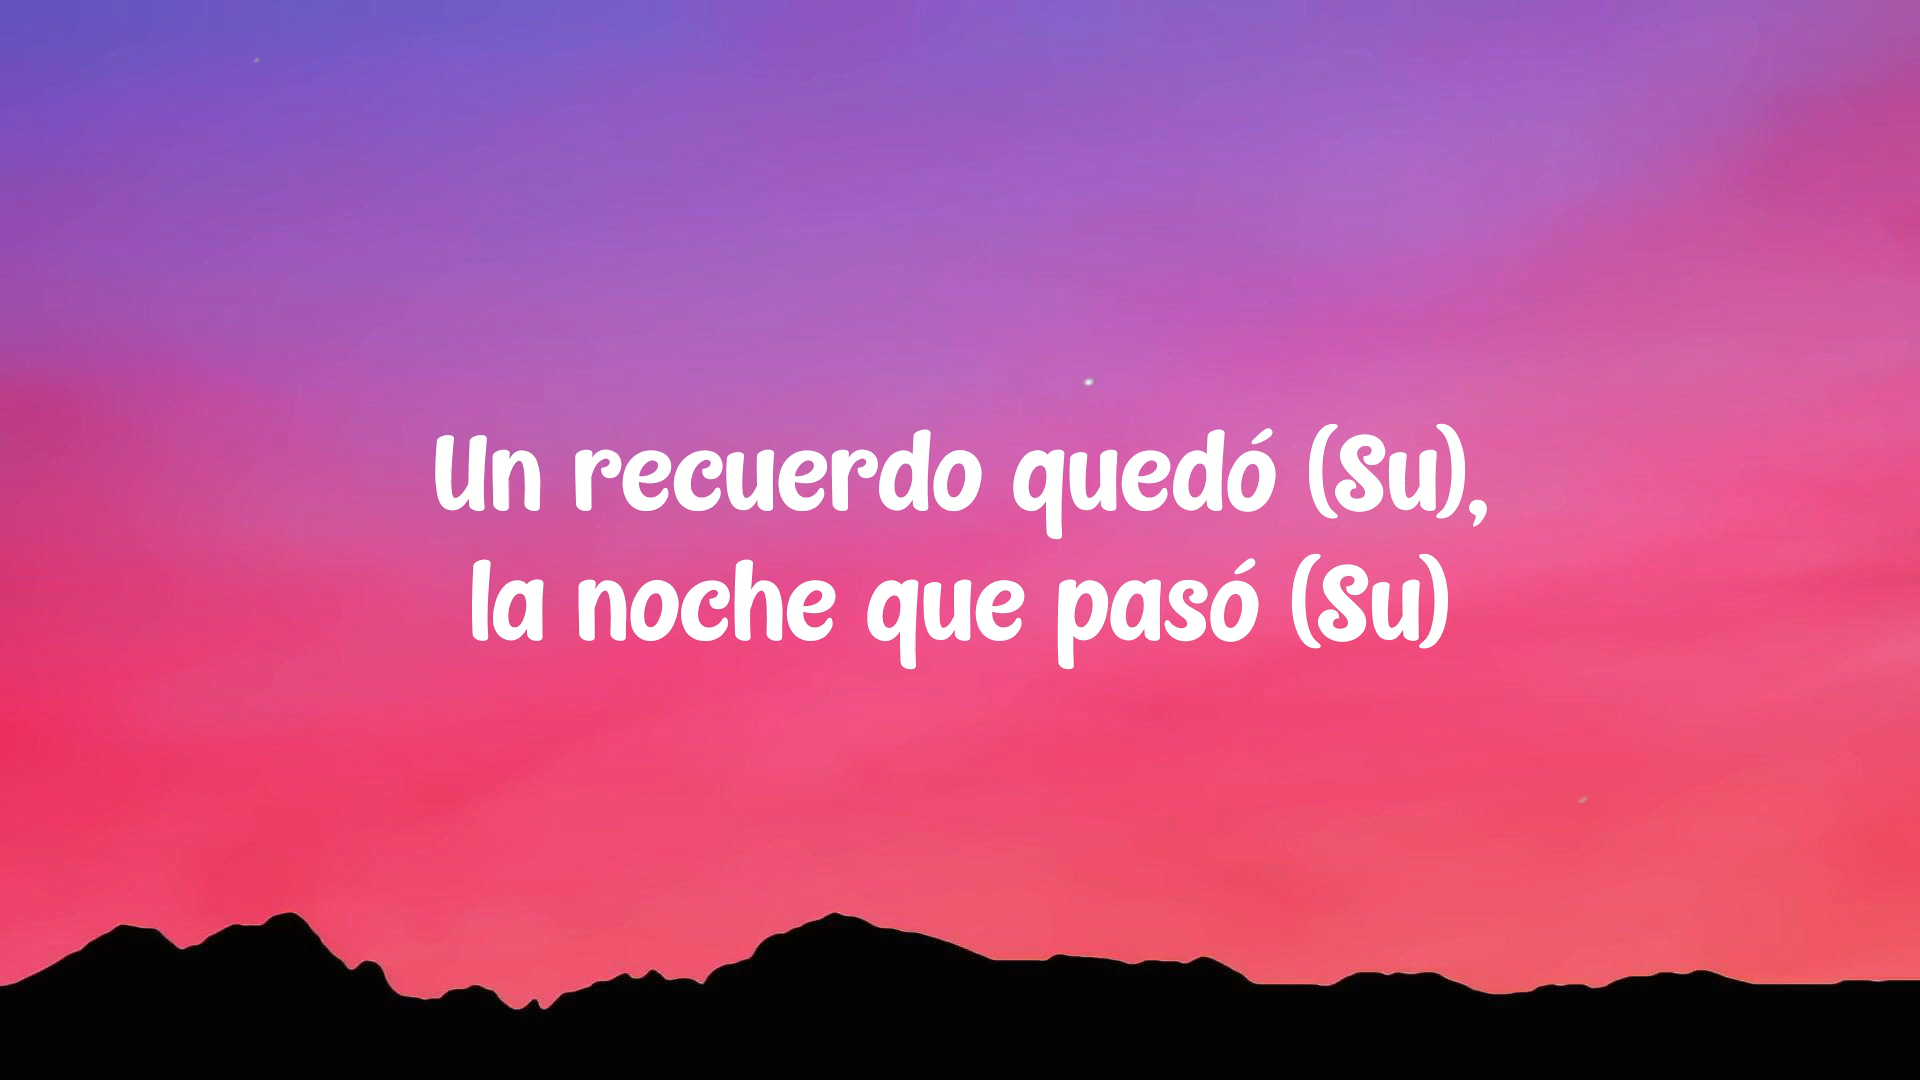 Un recuerdo quedó (Su),
la noche que pasó (Su)